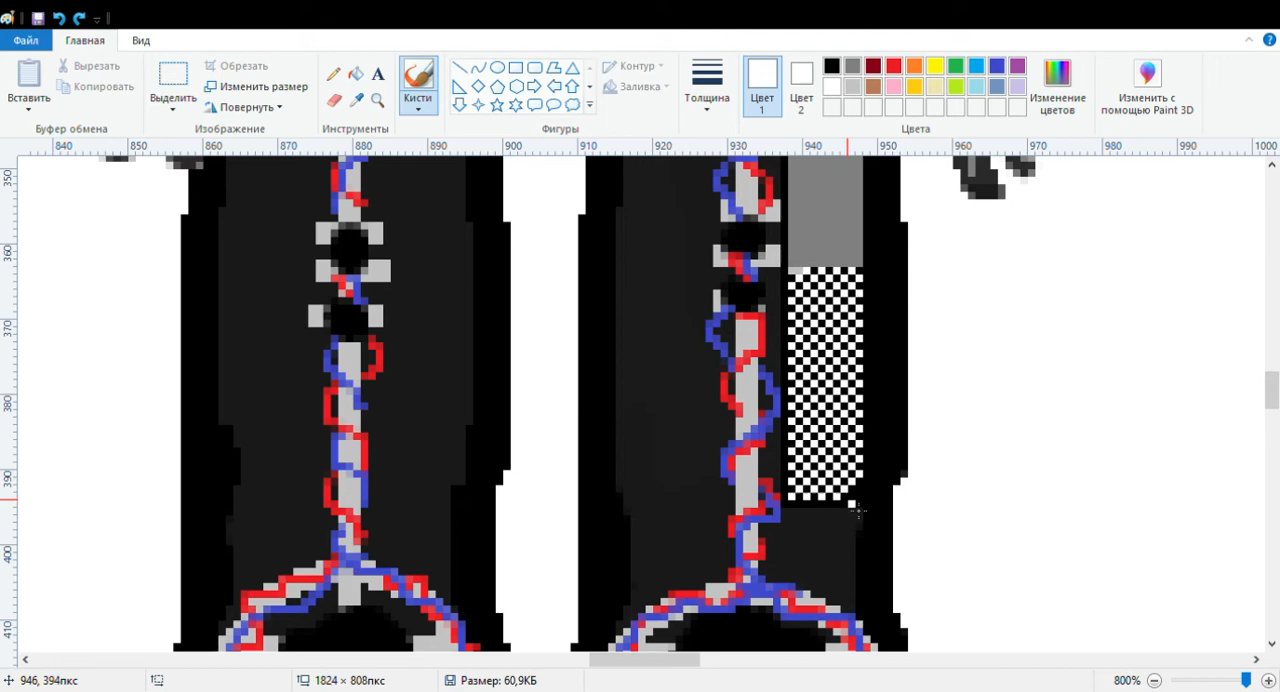 Файл Главная Вид
Вставить
Вырезать
Копировать
Буфер обмена
Выделить
Обрезать
Изменить размер
Повернуть
Изображение
A
Инструменты
Кисти
Контур
Заливка
Фигуры
Толщина
Цвет 1
Цвет 2
Цвета
Изменение цветов
Изменить с помощью Paint 3D
840 850 860 870 880 890 900 910 920 930 940 950 960 970 980 990 1000
350
360
370
380
390
400
410
946, 394пкс 1824 × 808пкс Размер: 60,9КБ 800%